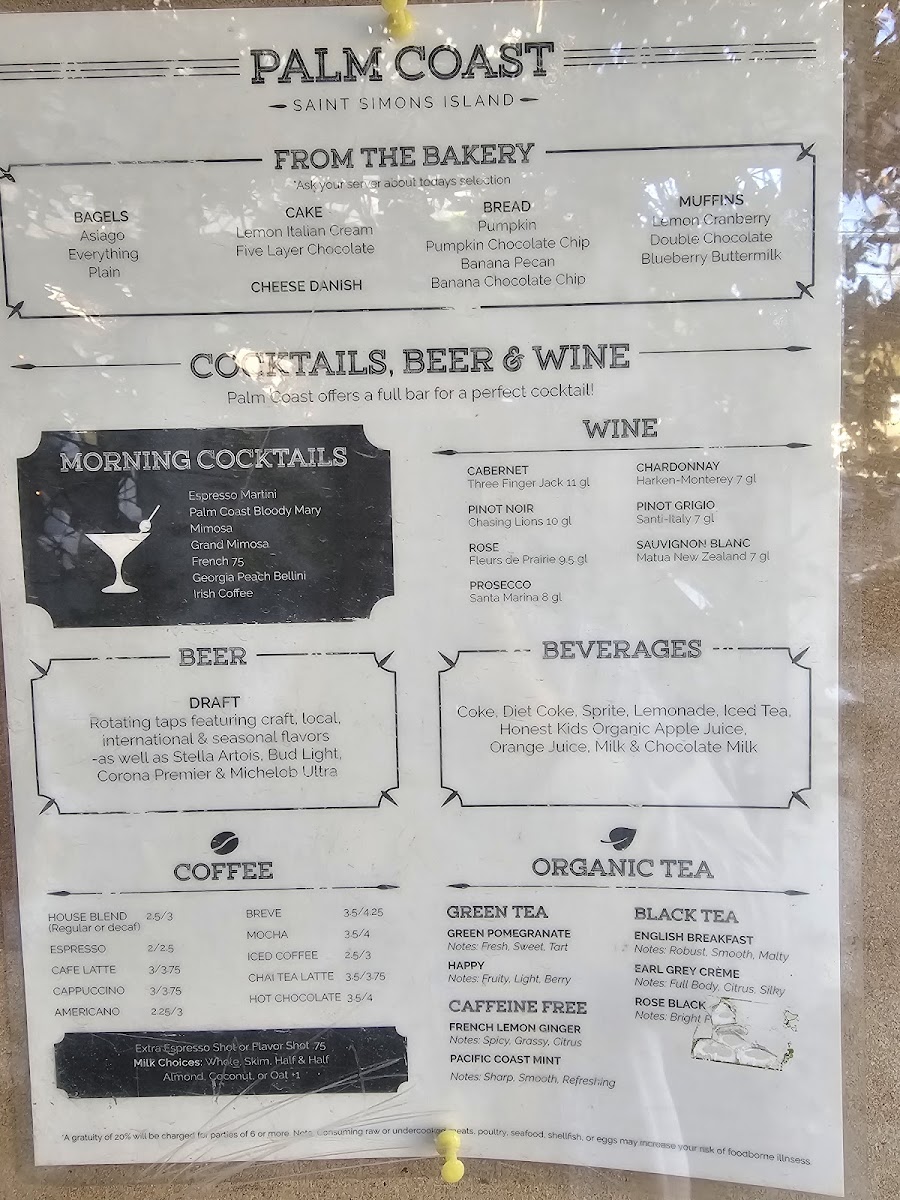 PALM COAST
SAINT SIMONS ISLAND
FROM THE BAKERY
*Ask your server about todays selection
BAGELS
Asiago
Everything
Plain
CAKE
Lemon Italian Cream
Five Layer Chocolate
CHEESE DANISH
BREAD
Pumpkin
Pumpkin Chocolate Chip
Banana Pecan
Banana Chocolate Chip
MUFFINS
Lemon Cranberry
Double Chocolate
Blueberry Buttermilk
COCKTAILS, BEER & WINE
Palm Coast offers a full bar for a perfect cocktail!
MORNING COCKTAILS
Espresso Martini
Palm Coast Bloody Mary
Mimosa
Grand Mimosa
French 75
Georgia Peach Bellini
Irish Coffee
WINE
CABERNET
Three Finger Jack 11 gl
PINOT NOIR
Chasing Lions 10 gl
ROSE
Fleurs de Prairie 9.5 gl
PROSECCO
Santa Marina 8 gl
CHARDONNAY
Harken-Monterey 7 gl
PINOT GRIGIO
Santi-Italy 7 gl
SAUVIGNON BLANC
Matua New Zealand 7 gl
BEER
DRAFT
Rotating taps featuring craft, local,
international & seasonal flavors
-as well as Stella Artois, Bud Light,
Corona Premier & Michelob Ultra
BEVERAGES
Coke, Diet Coke, Sprite, Lemonade, Iced Tea,
Honest Kids Organic Apple Juice,
Orange Juice, Milk & Chocolate Milk
COFFEE
HOUSE BLEND 2.5/3
(Regular or decaf)
ESPRESSO 2/2.5
CAFE LATTE 3/3.75
CAPPUCCINO 3/3.75
AMERICANO 2.25/3
BREVE 3.5/4.25
MOCHA 3.5/4
ICED COFFEE 2.5/3
CHAI TEA LATTE 3.5/3.75
HOT CHOCOLATE 3.5/4
Extra Espresso Shot or Flavor Shot .75
Milk Choices: Whole, Skim, Half & Half
Almond, Coconut, or Oat +1
ORGANIC TEA
GREEN TEA
GREEN POMEGRANATE
Notes: Fresh, Sweet, Tart
HAPPY
Notes: Fruity, Light, Berry
CAFFEINE FREE
FRENCH LEMON GINGER
Notes: Spicy, Grassy, Citrus
PACIFIC COAST MINT
Notes: Sharp, Smooth, Refreshing
BLACK TEA
ENGLISH BREAKFAST
Notes: Robust, Smooth, Malty
EARL GREY CRÈME
Notes: Full Body, Citrus, Silky
ROSE BLACK
Notes: Bright
*A gratuity of 20% will be charged for parties of 6 or more. Note: Consuming raw or undercooked meats, poultry, seafood, shellfish, or eggs may increase your risk of foodborne illnsess.